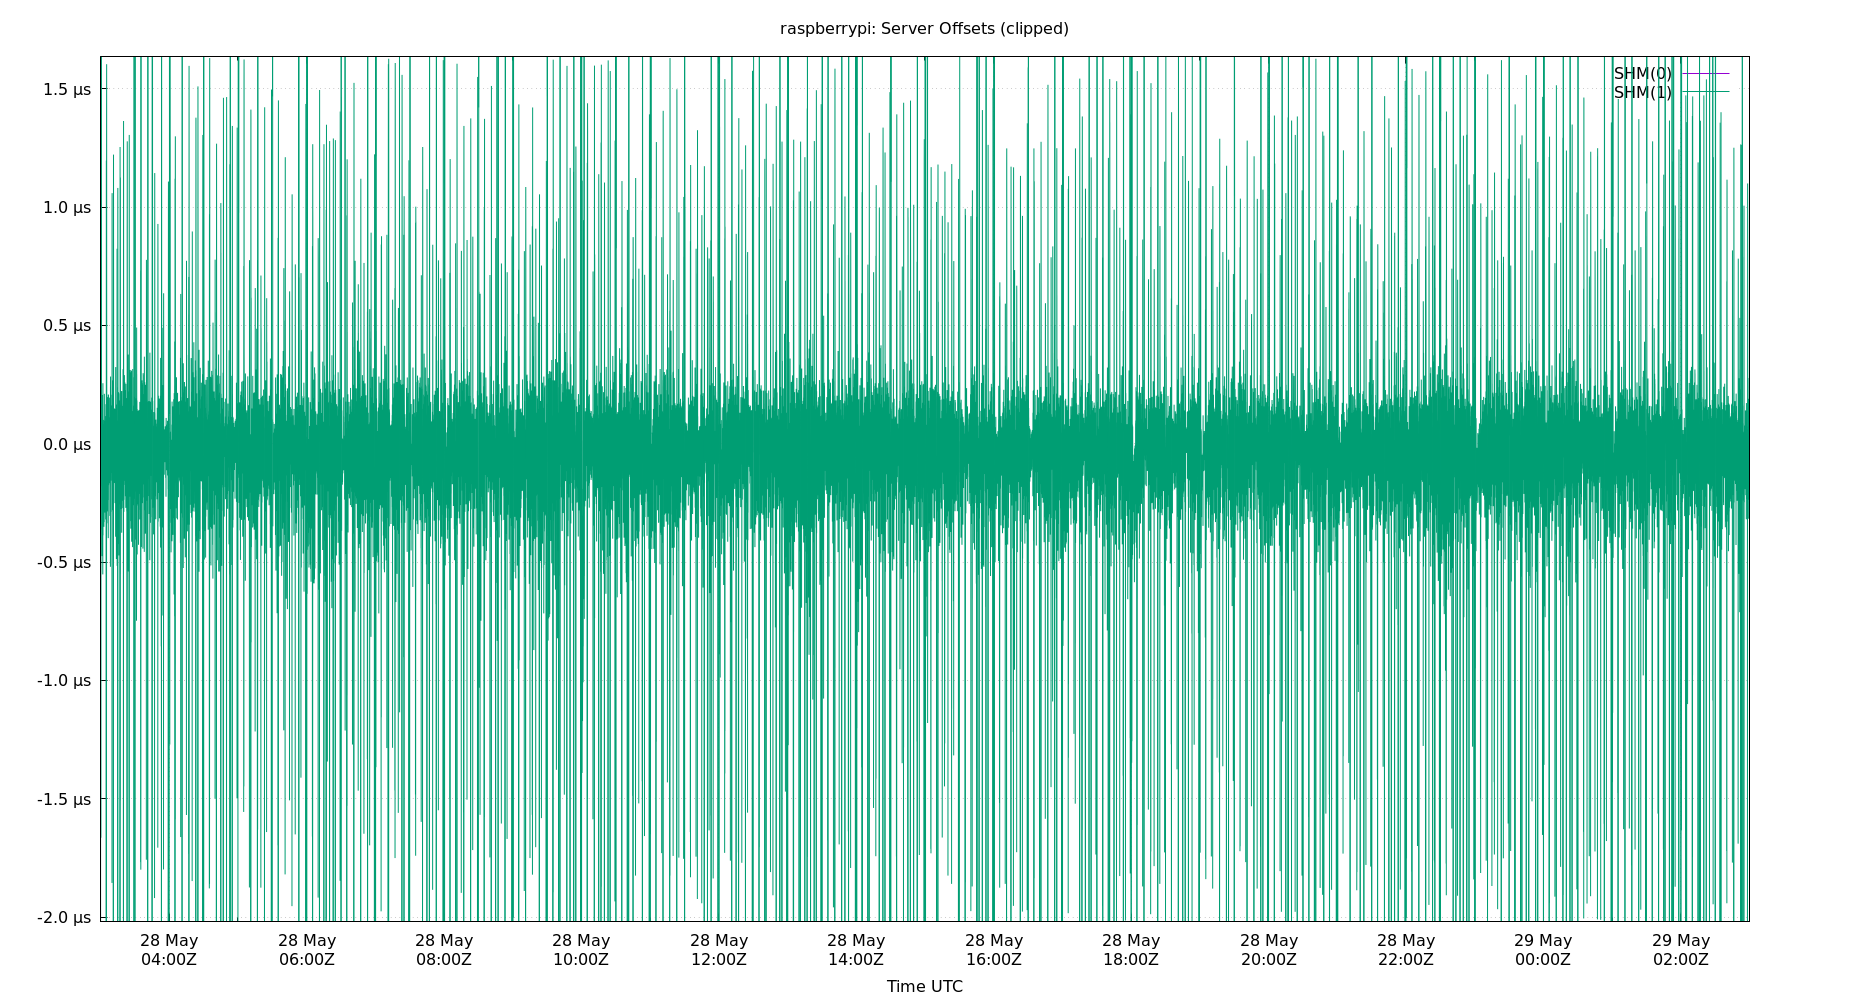 raspberrypi: Server Offsets (clipped)
SHM(0)
SHM(1)
1.5 µs
1.0 µs
0.5 µs
0.0 µs
-0.5 µs
-1.0 µs
-1.5 µs
-2.0 µs
28 May 28 May 28 May 28 May 28 May 28 May 28 May 28 May 28 May 28 May 29 May 29 May
04:00Z 06:00Z 08:00Z 10:00Z 12:00Z 14:00Z 16:00Z 18:00Z 20:00Z 22:00Z 00:00Z 02:00Z
Time UTC